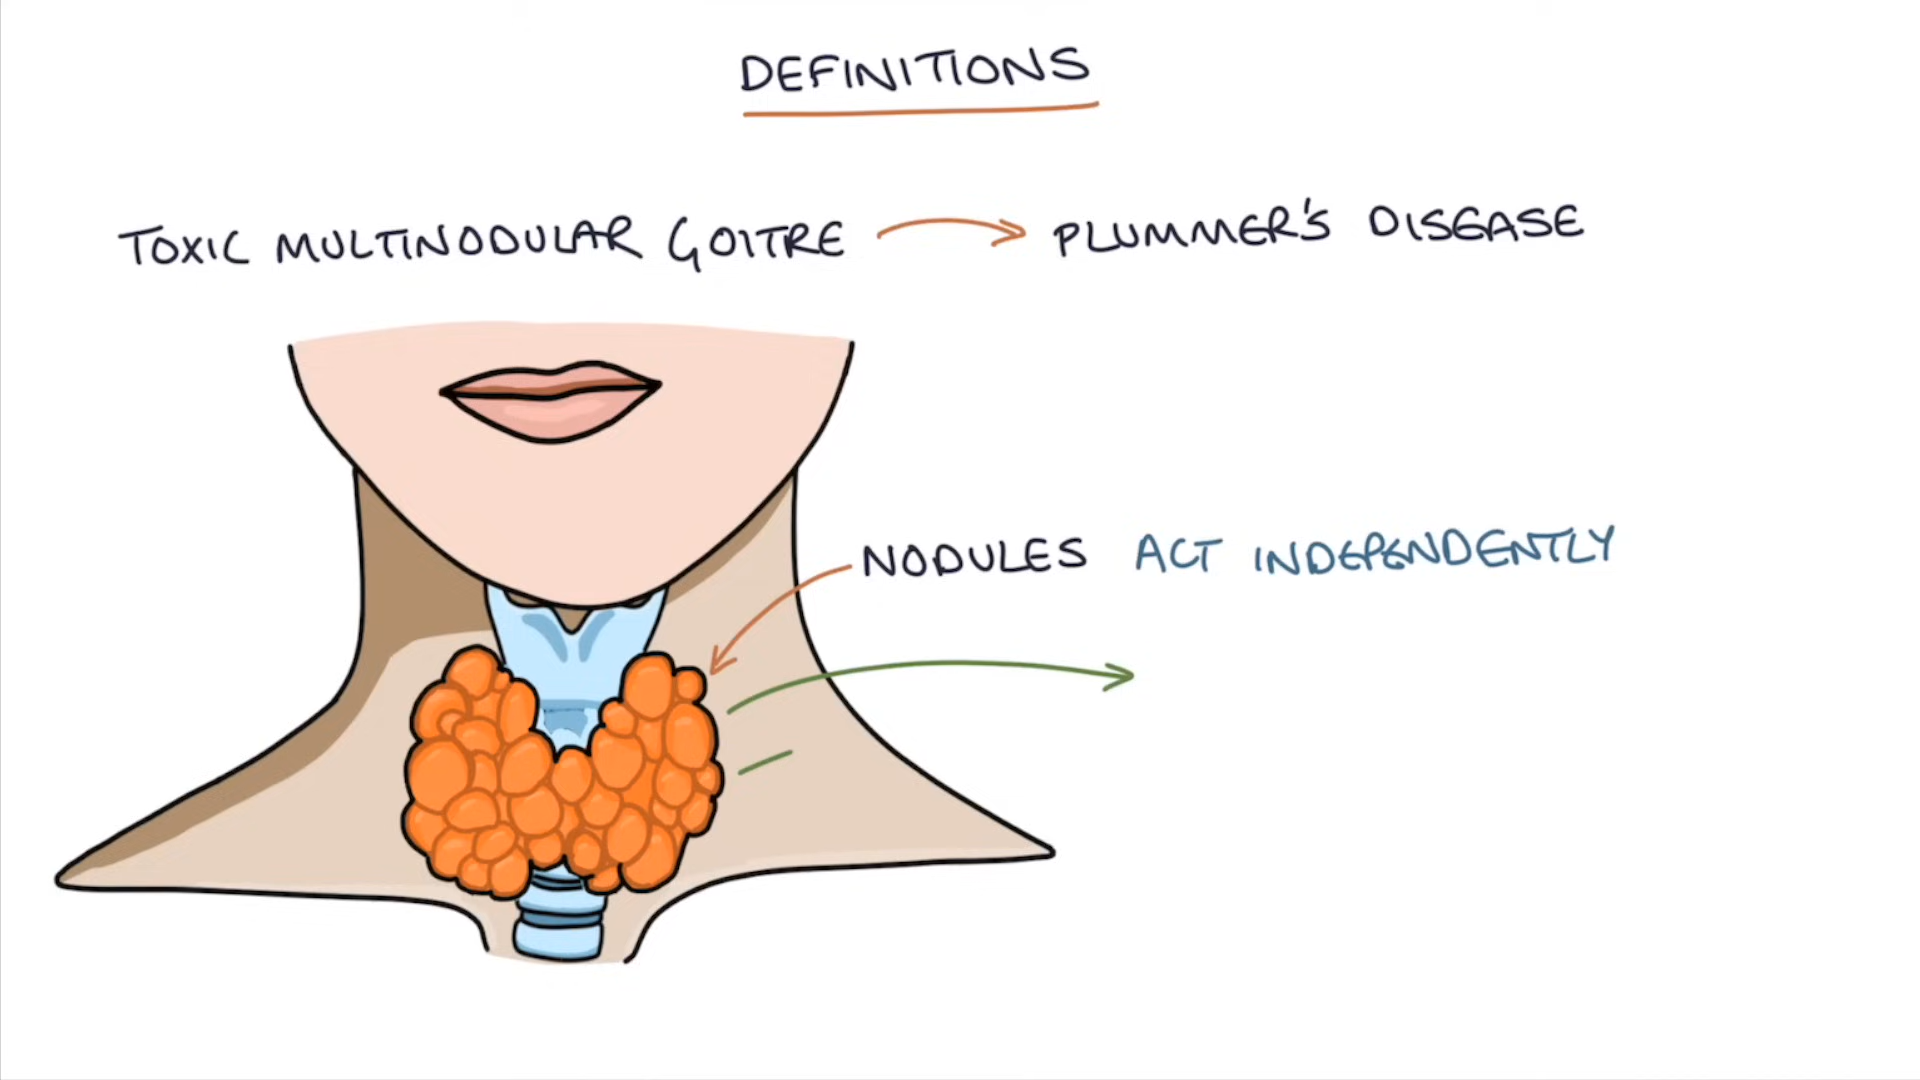 DEFINITIONS
TOXIC MULTINODULAR GOITRE PLUMMER'S DISEASE
NODULES ACT INDEPENDENTLY